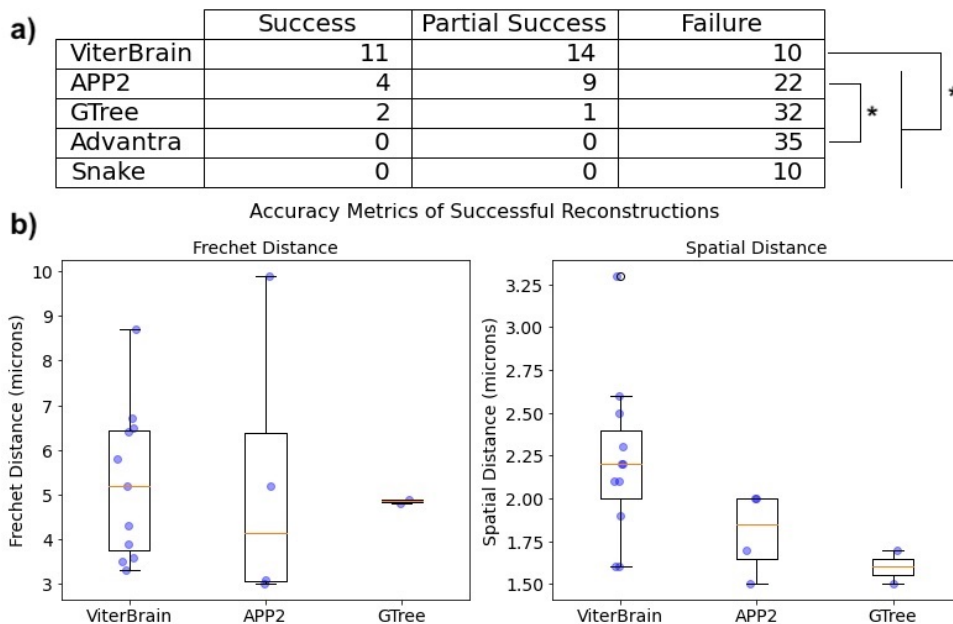 a)
Success Partial Success Failure
ViterBrain 11 14 10
APP2 4 9 22
GTree 2 1 32
Advantra 0 0 35
Snake 0 0 10
*
*
Accuracy Metrics of Successful Reconstructions
b)
Frechet Distance
Frechet Distance (microns)
10
9
8
7
6
5
4
3
ViterBrain APP2 GTree
Spatial Distance
Spatial Distance (microns)
3.25
3.00
2.75
2.50
2.25
2.00
1.75
1.50
ViterBrain APP2 GTree